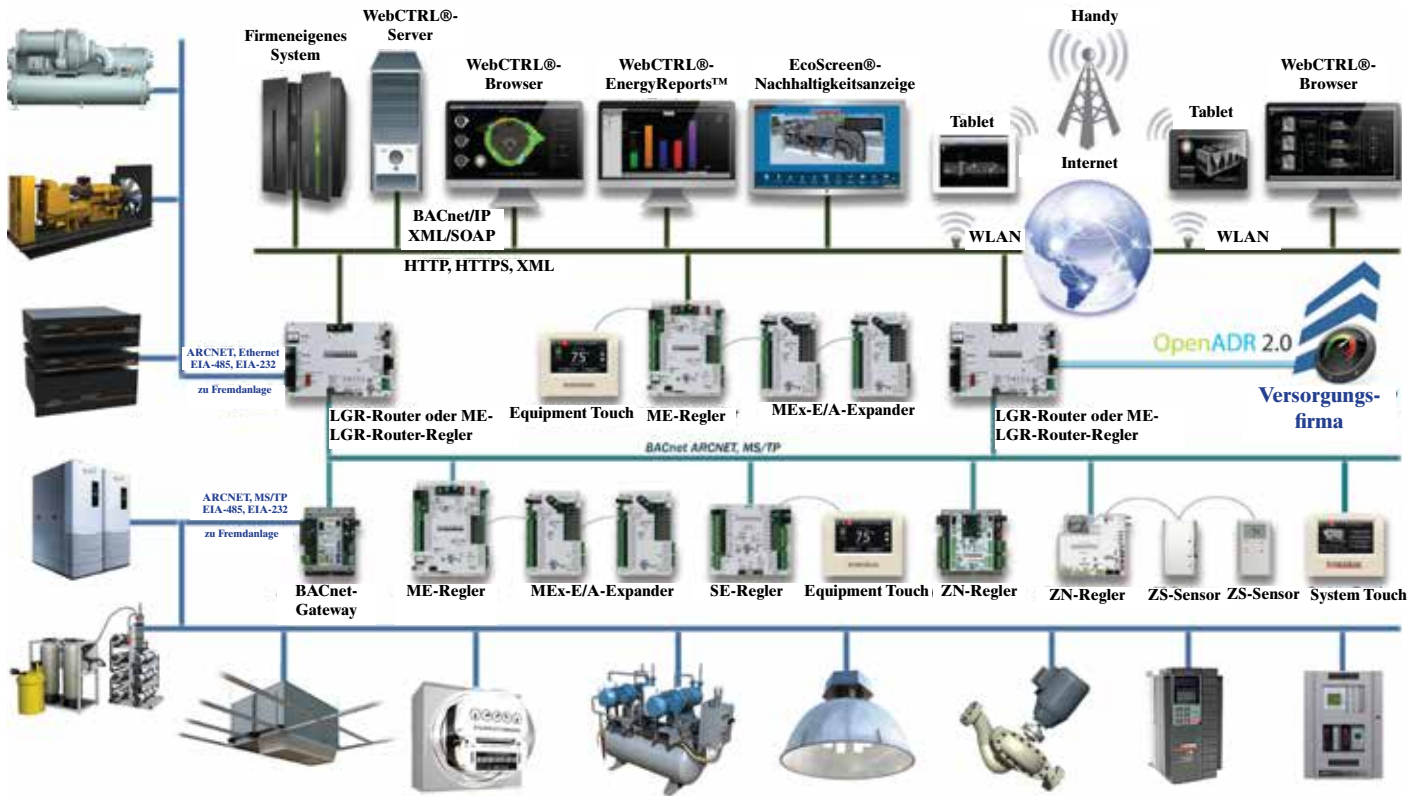 Firmeneigenes
System
WebCTRL®-
Server
WebCTRL®-
Browser
WebCTRL®-
EnergyReports™
EcoScreen®-
Nachhaltigkeitsanzeige
Handy
Tablet
Internet
Tablet
WebCTRL®-
Browser
BACnet/IP
XML/SOAP
HTTP, HTTPS, XML
WLAN
WLAN
ARCNET, Ethernet
EIA-485, EIA-232
zu Fremdanlage
LGR-Router oder ME-
LGR-Router-Regler
75
Equipment Touch
ME-Regler
MEx-E/A-Expander
LGR-Router oder ME-
LGR-Router-Regler
OpenADR 2.0
Versorgungs-
firma
BACnet ARCNET, MS/TP
ARCNET, MS/TP
EIA-485, EIA-232
zu Fremdanlage
BACnet-
Gateway
ME-Regler
MEx-E/A-Expander
SE-Regler
75
Equipment Touch
ZN-Regler
ZN-Regler
ZS-Sensor
ZS-Sensor
System Touch